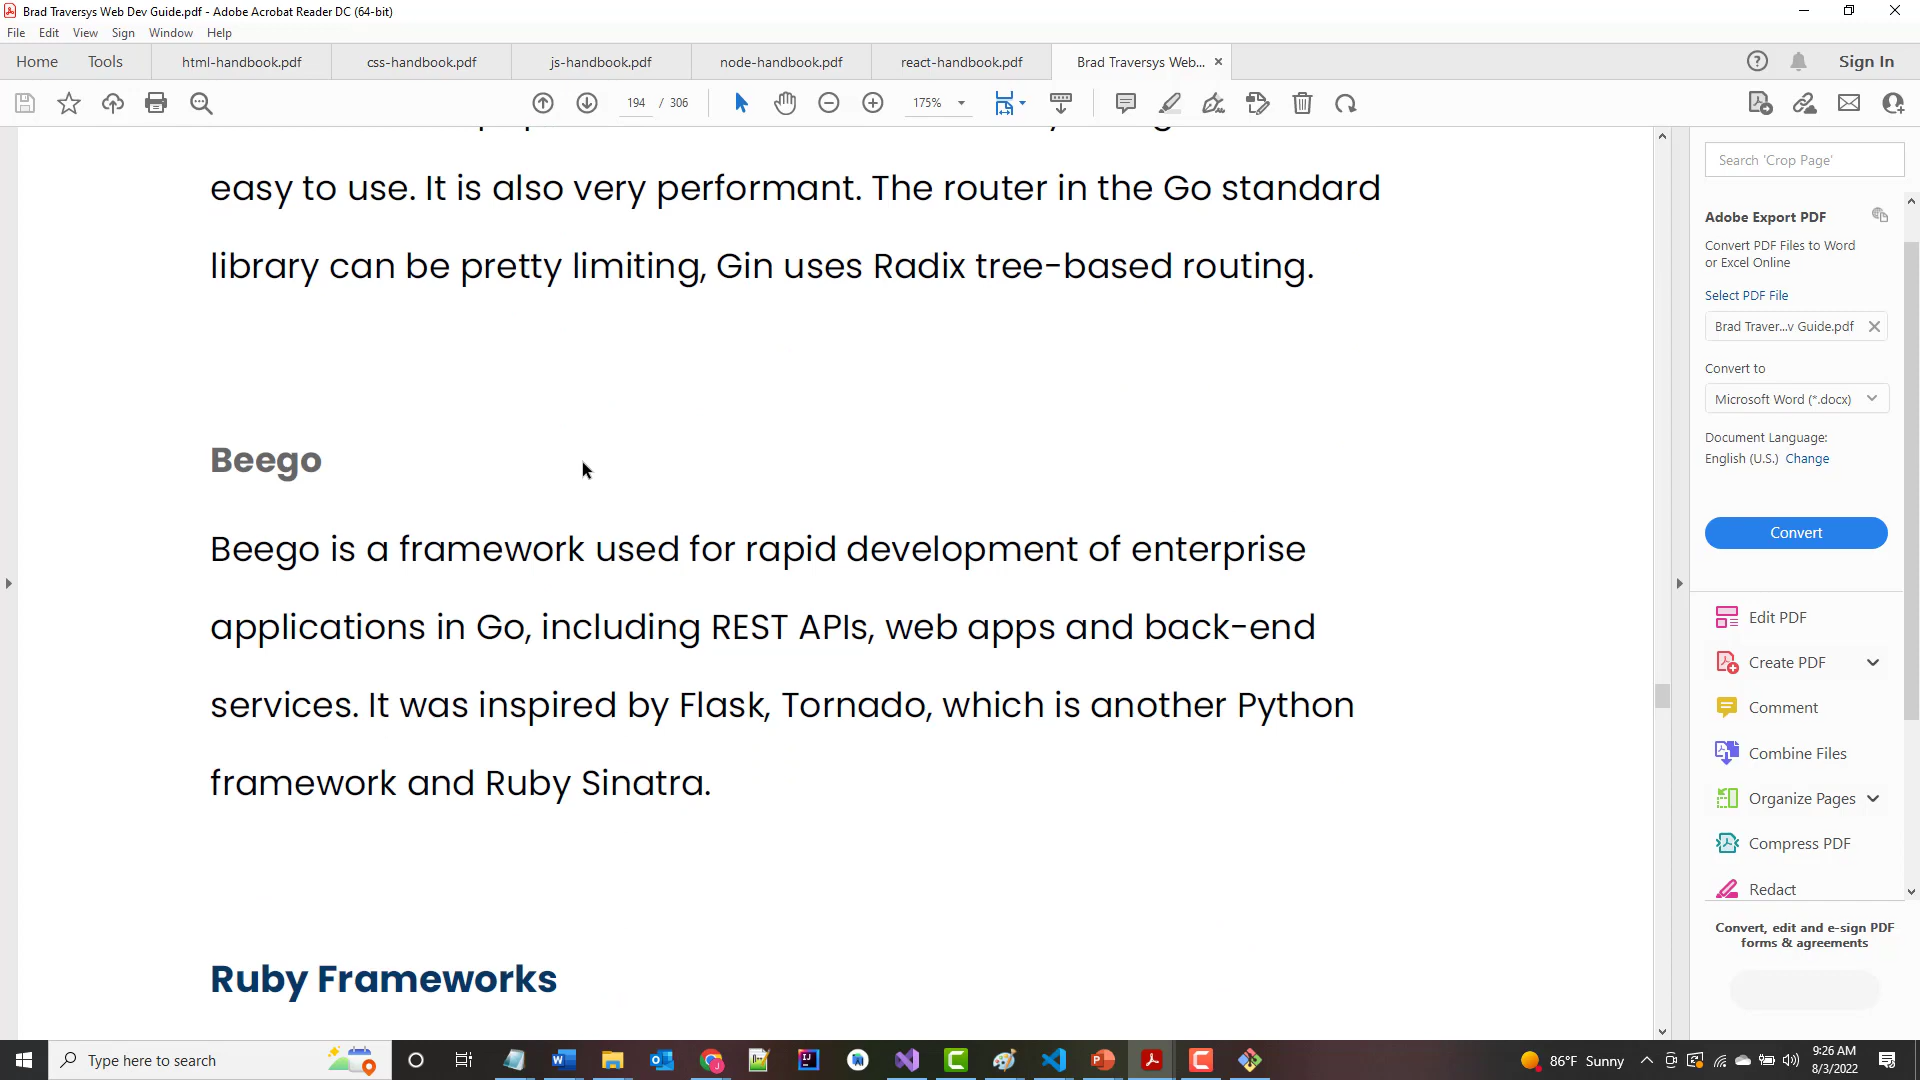 Brad Traversys Web Dev Guide.pdf - Adobe Acrobat Reader DC (64-bit)
File Edit View Sign Window Help
Home Tools html-handbook.pdf css-handbook.pdf js-handbook.pdf node-handbook.pdf react-handbook.pdf Brad Traversys Web... Sign In
194 / 306 175%
easy to use. It is also very performant. The router in the Go standard
library can be pretty limiting, Gin uses Radix tree-based routing.
Beego
Beego is a framework used for rapid development of enterprise
applications in Go, including REST APIs, web apps and back-end
services. It was inspired by Flask, Tornado, which is another Python
framework and Ruby Sinatra.
Ruby Frameworks
Search 'Crop Page'
Adobe Export PDF
Convert PDF Files to Word
or Excel Online
Select PDF File
Brad Traver...v Guide.pdf
Convert to
Microsoft Word (*.docx)
Document Language:
English (U.S.) Change
Convert
Edit PDF
Create PDF
Comment
Combine Files
Organize Pages
Compress PDF
Redact
Convert, edit and e-sign PDF
forms & agreements
Type here to search
86°F Sunny
9:26 AM
8/3/2022